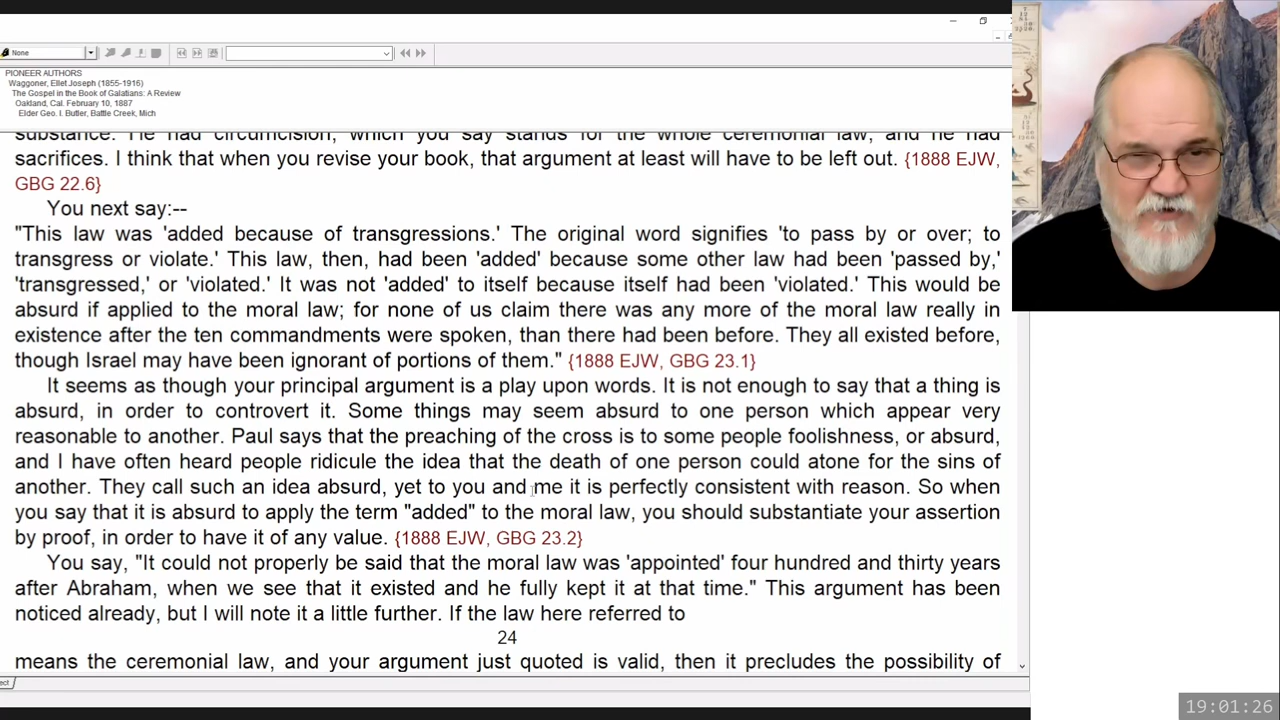 None
PIONEER AUTHORS
Waggoner, Ellet Joseph (1855-1916)
The Gospel in the Book of Galatians: A Review
Oakland, Cal. February 10, 1887
Elder Geo. I. Butler, Battle Creek, Mich
substance. He had circumcision, which you say stands for the whole ceremonial law, and he had
sacrifices. I think that when you revise your book, that argument at least will have to be left out. {1888 EJW,
GBG 22.6}
You next say:--
"This law was 'added because of transgressions.' The original word signifies 'to pass by or over; to
transgress or violate.' This law, then, had been 'added' because some other law had been 'passed by,'
'transgressed,' or 'violated.' It was not 'added' to itself because itself had been 'violated.' This would be
absurd if applied to the moral law; for none of us claim there was any more of the moral law really in
existence after the ten commandments were spoken, than there had been before. They all existed before,
though Israel may have been ignorant of portions of them." {1888 EJW, GBG 23.1}
It seems as though your principal argument is a play upon words. It is not enough to say that a thing is
absurd, in order to controvert it. Some things may seem absurd to one person which appear very
reasonable to another. Paul says that the preaching of the cross is to some people foolishness, or absurd,
and I have often heard people ridicule the idea that the death of one person could atone for the sins of
another. They call such an idea absurd, yet to you and me it is perfectly consistent with reason. So when
you say that it is absurd to apply the term "added" to the moral law, you should substantiate your assertion
by proof, in order to have it of any value. {1888 EJW, GBG 23.2}
You say, "It could not properly be said that the moral law was 'appointed' four hundred and thirty years
after Abraham, when we see that it existed and he fully kept it at that time." This argument has been
noticed already, but I will note it a little further. If the law here referred to
24
means the ceremonial law, and your argument just quoted is valid, then it precludes the possibility of
ect
19:01:26